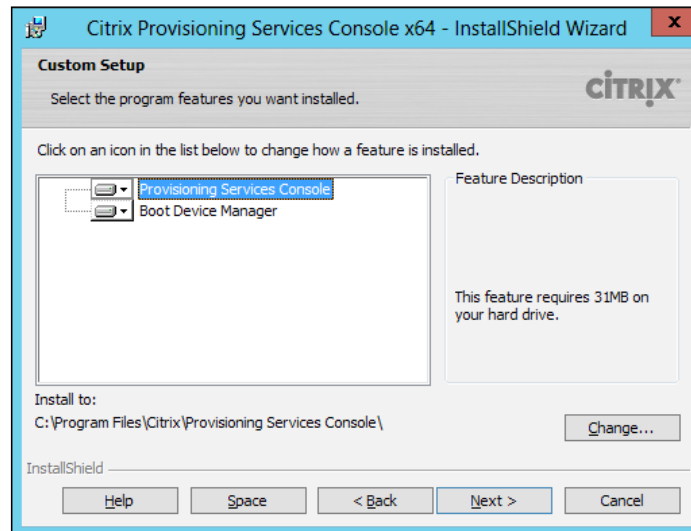 Citrix Provisioning Services Console x64 - InstallShield Wizard
x
Custom Setup
Select the program features you want installed.
CİTRIX
Click on an icon in the list below to change how a feature is installed.
Provisioning Services Console
Boot Device Manager
Feature Description
This feature requires 31MB on
your hard drive.
Install to:
C:\Program Files\Citrix\Provisioning Services Console\
Change...
InstallShield
Help
Space
< Back
Next >
Cancel